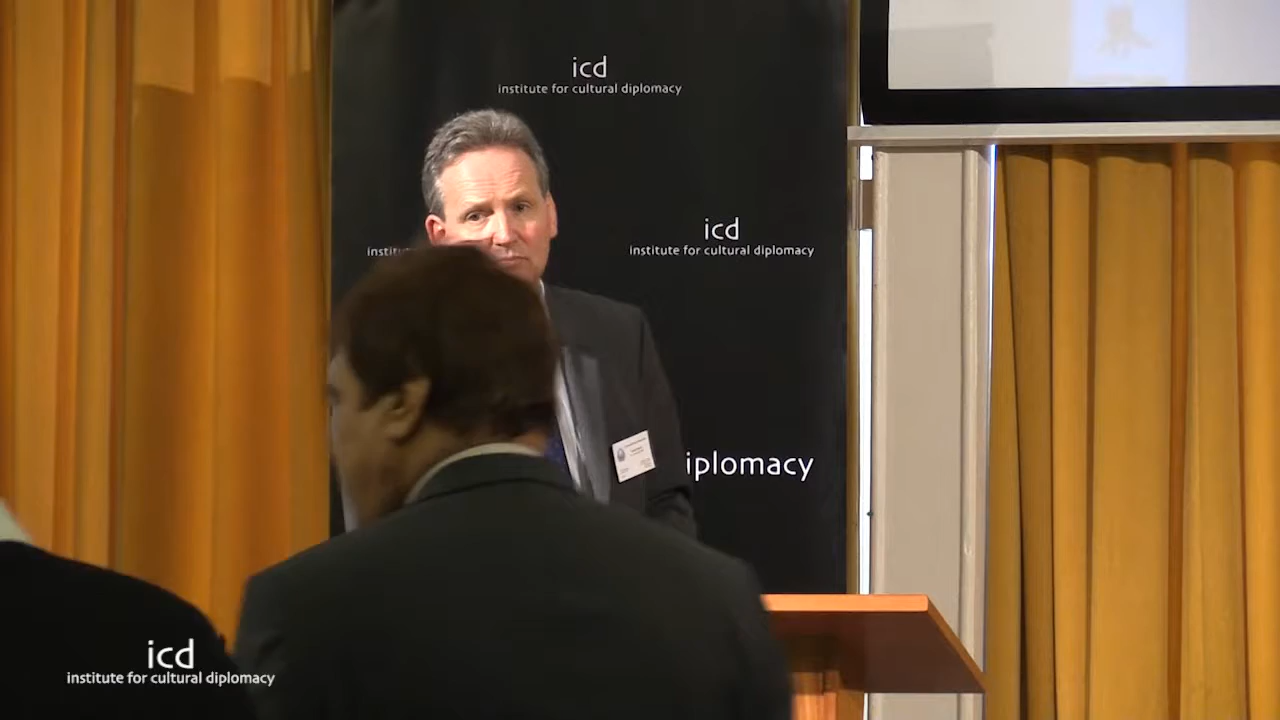 icd
institute for cultural diplomacy
icd
institute for cultural diplomacy
iplomacy
icd
institute for cultural diplomacy